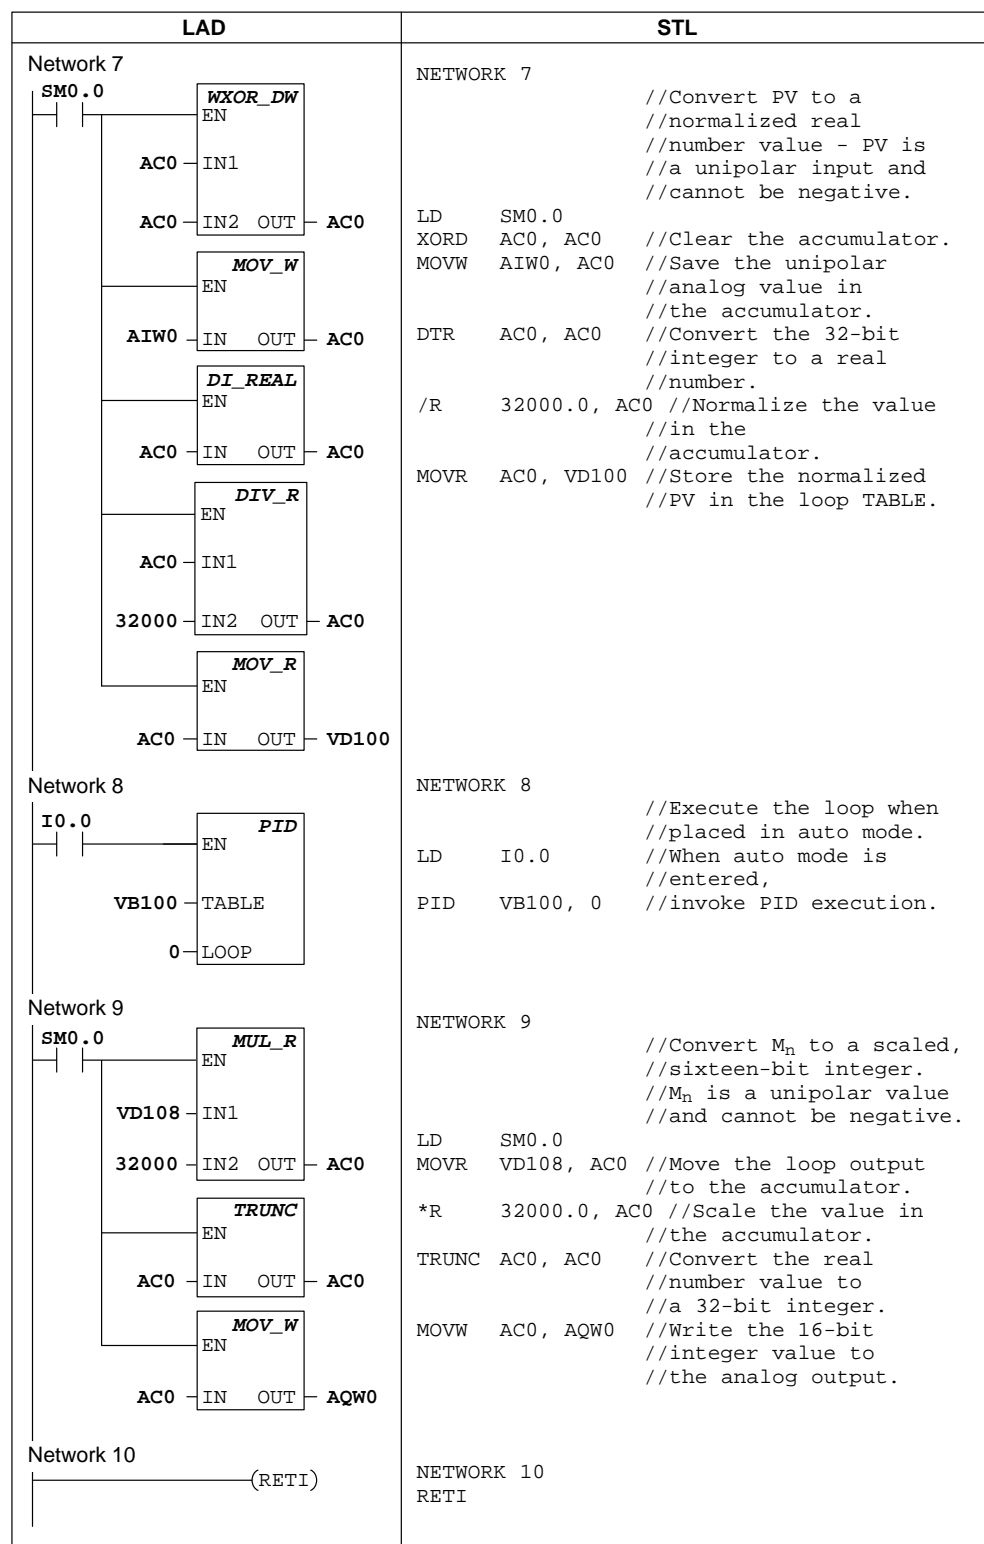 LAD
STL
Network 7
SM0.0
WXOR_DW
EN
AC0 IN1
AC0 IN2 OUT AC0
MOV_W
EN
AIW0 IN OUT AC0
DI_REAL
EN
AC0 IN OUT AC0
DIV_R
EN
AC0 IN1
32000 IN2 OUT AC0
MOV_R
EN
AC0 IN OUT VD100
NETWORK 7
//Convert PV to a
//normalized real
//number value - PV is
//a unipolar input and
//cannot be negative.
LD SM0.0
XORD AC0, AC0 //Clear the accumulator.
MOVW AIW0, AC0 //Save the unipolar
//analog value in
//the accumulator.
DTR AC0, AC0 //Convert the 32-bit
//integer to a real
//number.
/R 32000.0, AC0 //Normalize the value
//in the
//accumulator.
MOVR AC0, VD100 //Store the normalized
//PV in the loop TABLE.
Network 8
I0.0
PID
EN
VB100 TABLE
0 LOOP
NETWORK 8
//Execute the loop when
//placed in auto mode.
LD I0.0 //When auto mode is
//entered,
PID VB100, 0 //invoke PID execution.
Network 9
SM0.0
MUL_R
EN
VD108 IN1
32000 IN2 OUT AC0
TRUNC
EN
AC0 IN OUT AC0
MOV_W
EN
AC0 IN OUT AQW0
NETWORK 9
//Convert Mn to a scaled,
//sixteen-bit integer.
//Mn is a unipolar value
//and cannot be negative.
LD SM0.0
MOVR VD108, AC0 //Move the loop output
//to the accumulator.
*R 32000.0, AC0 //Scale the value in
//the accumulator.
TRUNC AC0, AC0 //Convert the real
//number value to
//a 32-bit integer.
MOVW AC0, AQW0 //Write the 16-bit
//integer value to
//the analog output.
Network 10
(RETI)
NETWORK 10
RETI